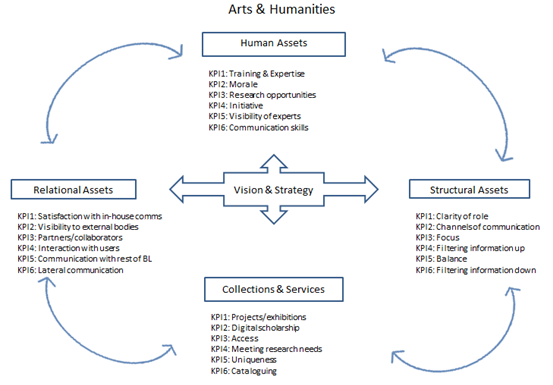 Arts & Humanities
Human Assets
KPI1: Training & Expertise
KPI2: Morale
KPI3: Research opportunities
KPI4: Initiative
KPI5: Visibility of experts
KPI6: Communication skills
Relational Assets
KPI1: Satisfaction with in-house comms
KPI2: Visibility to external bodies
KPI3: Partners/collaborators
KPI4: Interaction with users
KPI5: Communication with rest of BL
KPI6: Lateral communication
Vision & Strategy
Structural Assets
KPI1: Clarity of role
KPI2: Channels of communication
KPI3: Focus
KPI4: Filtering information up
KPI5: Balance
KPI6: Filtering information down
Collections & Services
KPI1: Projects/exhibitions
KPI2: Digital scholarship
KPI3: Access
KPI4: Meeting research needs
KPI5: Uniqueness
KPI6: Cataloguing